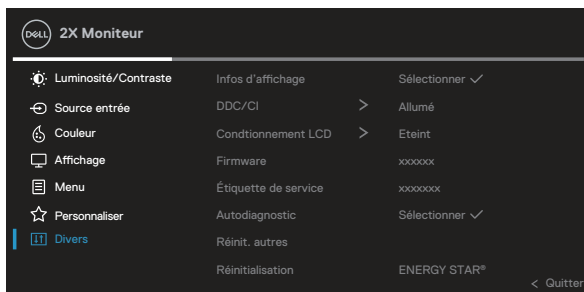 DELL 2X Moniteur
Luminosité/Contraste Infos d'affichage Sélectionner ✓
Source entrée DDC/CI > Allumé
Couleur Condtionnement LCD > Eteint
Affichage Firmware xxxxxx
Menu Étiquette de service xxxxxxx
Personnaliser Autodiagnostic Sélectionner ✓
Divers Réinit. autres
Réinitialisation ENERGY STAR®
< Quitter